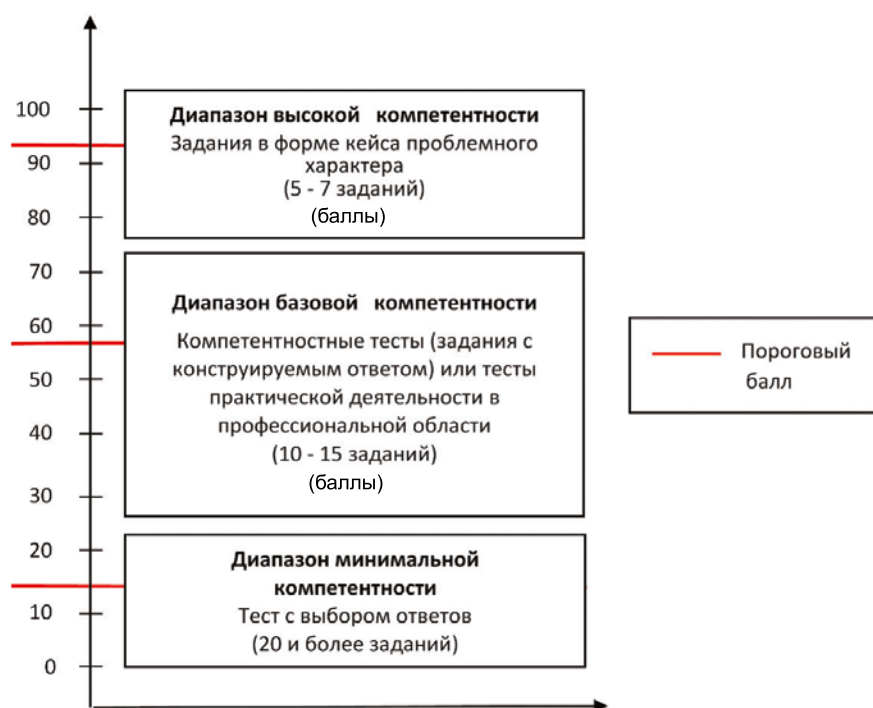 100
90
80
70
60
50
40
30
20
10
0
Диапазон высокой компетентности
Задания в форме кейса проблемного
характера
(5 - 7 заданий)
(баллы)
Диапазон базовой компетентности
Компетентностные тесты (задания с
конструируемым ответом) или тесты
практической деятельности в
профессиональной области
(10 - 15 заданий)
(баллы)
Диапазон минимальной
компетентности
Тест с выбором ответов
(20 и более заданий)
Пороговый
балл